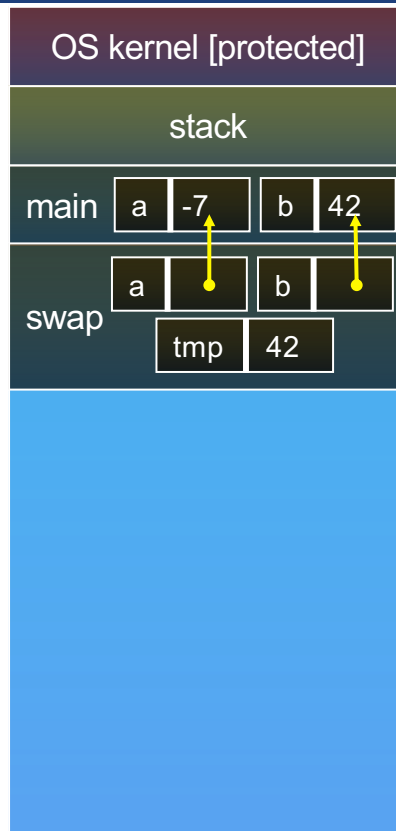 OS kernel [protected]
stack
main a -7 b 42
a b
swap
tmp 42